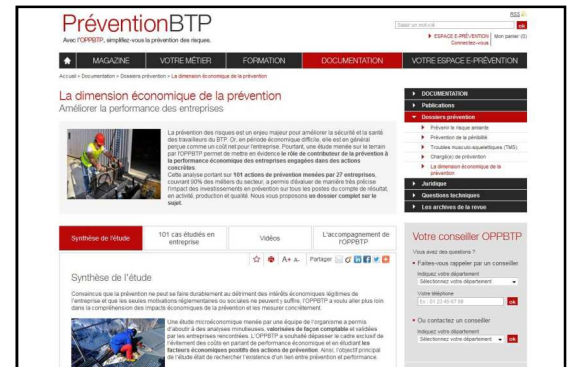 PréventionBTP
Avec l'OPPBTP, simplifiez-vous la prévention des risques.
RSS
Saisir un mot-clé
ok
ESPACE E-PRÉVENTION | Mon panier (0)
Connectez-vous
MAGAZINE
VOTRE MÉTIER
FORMATION
DOCUMENTATION
VOTRE ESPACE E-PRÉVENTION
Accueil > Documentation > Dossiers prévention > La dimension économique de la prévention
La dimension économique de la prévention
Améliorer la performance des entreprises
La prévention des risques est un enjeu majeur pour améliorer la sécurité et la santé
des travailleurs du BTP. Or, en période économique difficile, elle est en général
perçue comme un coût net pour l'entreprise. Pourtant, une étude menée sur le terrain
par l'OPPBTP permet de mettre en évidence le rôle de contributeur de la prévention à
la performance économique des entreprises engagées dans des actions
concrètes.
Cette analyse portant sur 101 actions de prévention menées par 27 entreprises,
couvrant 90% des métiers du secteur, a permis d'évaluer de manière très précise
l'impact des investissements en prévention sur tous les postes du compte de résultat,
en activité, production et qualité. Nous vous proposons un dossier complet sur le
sujet.
DOCUMENTATION
Publications
Dossiers prévention
Prévenir le risque amiante
Prévention de la pénibilité
Troubles musculo-squelettiques (TMS)
Chargé(s) de prévention
La dimension économique de la
prévention
Juridique
Questions techniques
Les archives de la revue
Synthèse de l'étude
101 cas étudiés en
entreprise
Vidéos
L'accompagnement de
l'OPPBTP
A+ A- Partager
Synthèse de l'étude
Convaincus que la prévention ne peut se faire durablement au détriment des intérêts économiques légitimes de
l'entreprise et que les seules motivations réglementaires ou sociales ne peuvent y suffire, l'OPPBTP a voulu aller plus loin
dans la compréhension des impacts économiques de la prévention et les mesurer concrètement.
Une étude microéconomique menée par une équipe de l'organisme a permis
d'aboutir à des analyses minutieuses, valorisées de façon comptable et validées
par les entreprises rencontrées. L'OPPBTP a souhaité dépasser le cadre exclusif de
l'évitement des coûts en parlant de performance économique et en étudiant les
facteurs économiques positifs des actions de prévention. Ainsi, l'objectif principal
de l'étude était de rechercher l'existence d'un lien entre prévention et performance.
Votre conseiller OPPBTP
Vous avez des questions ?
Faites-vous rappeler par un conseiller
Indiquez votre département
Sélectionnez votre département
Votre téléphone
Ex : 01 23 45 67 89
ok
Ou contactez un conseiller
Indiquez votre département
Sélectionnez votre département
ok